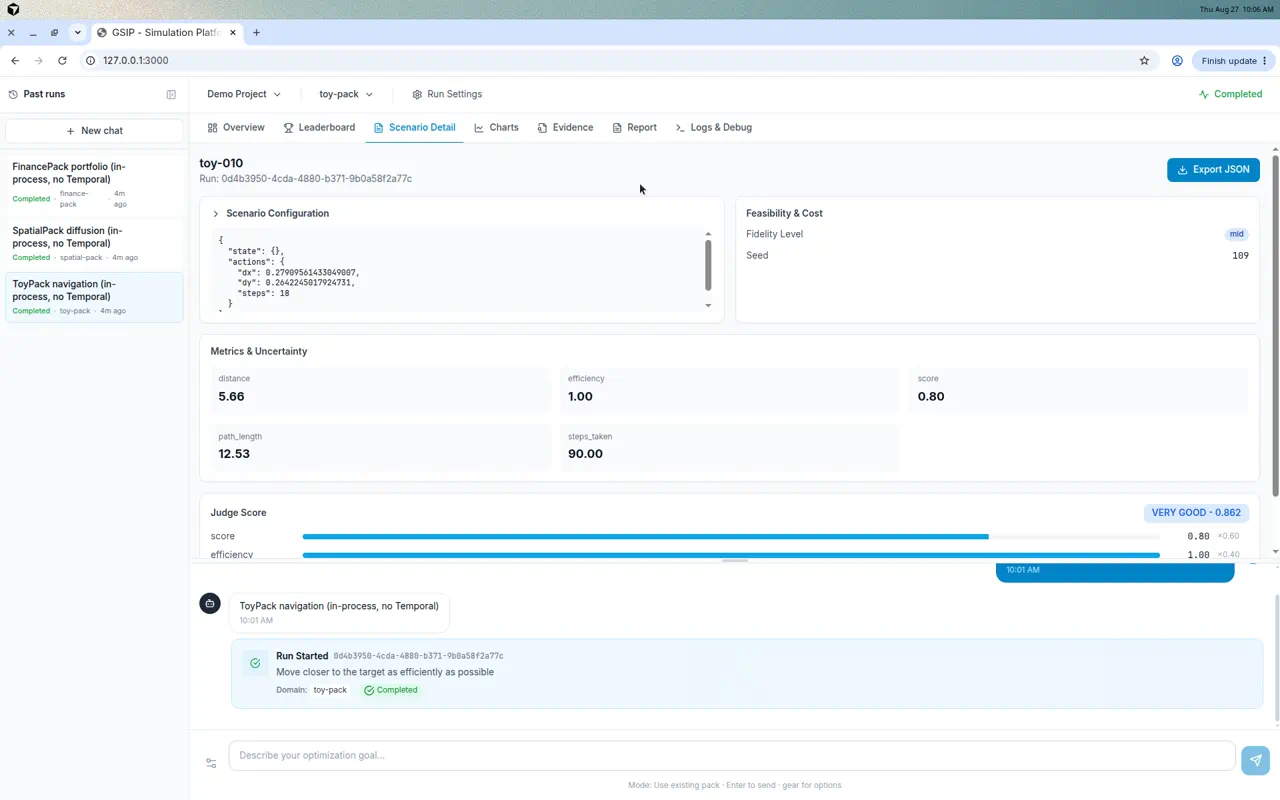 Thu Aug 27 10:06 AM
GSIP - Simulation Platfo
127.0.0.1:3000
Finish update
Past runs
New chat
FinancePack portfolio (in-
process, no Temporal)
Completed · finance-pack · 4m ago
SpatialPack diffusion (in-
process, no Temporal)
Completed · spatial-pack · 4m ago
ToyPack navigation (in-
process, no Temporal)
Completed · toy-pack · 4m ago
Demo Project
toy-pack
Run Settings
Completed
Overview
Leaderboard
Scenario Detail
Charts
Evidence
Report
Logs & Debug
toy-010
Run: 0d4b3950-4cda-4880-b371-9b0a58f2a77c
Export JSON
Scenario Configuration
{
"state": {},
"actions": {
"dx": 0.27909561433049007,
"dy": 0.2642245017924731,
"steps": 18
}
Feasibility & Cost
Fidelity Level
mid
Seed
109
Metrics & Uncertainty
distance
5.66
efficiency
1.00
score
0.80
path_length
12.53
steps_taken
90.00
Judge Score
VERY GOOD - 0.862
score
0.80 ×0.60
efficiency
1.00 ×0.40
10:01 AM
ToyPack navigation (in-process, no Temporal)
10:01 AM
Run Started 0d4b3950-4cda-4880-b371-9b0a58f2a77c
Move closer to the target as efficiently as possible
Domain: toy-pack Completed
Describe your optimization goal...
Mode: Use existing pack · Enter to send · gear for options